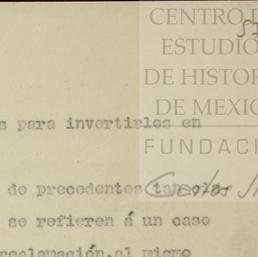 CENTRO D
ESTUDIO
DE HISTOR
DE MEXIC
FUNDACI
s para invertirlos en
de precedentes tan cla-
se refieren á un caso
reclamación, al mismo